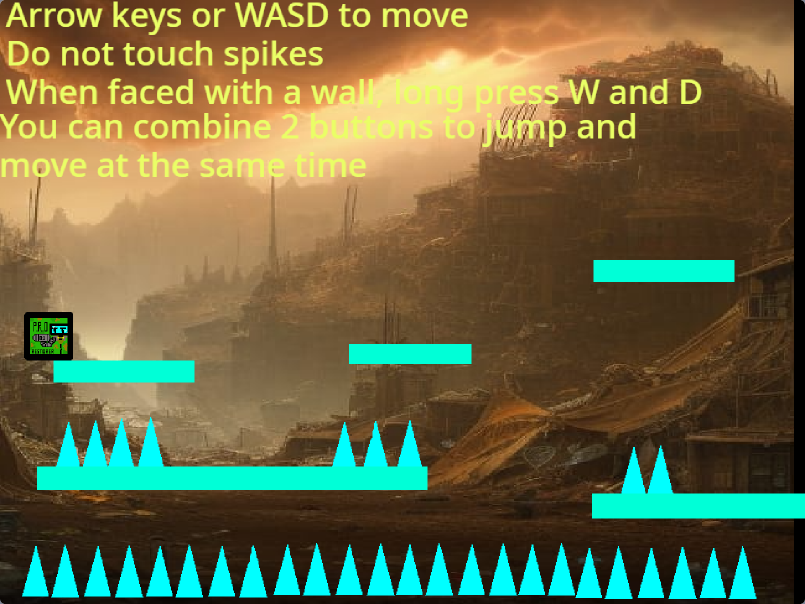 Arrow keys or WASD to move
Do not touch spikes
When faced with a wall, long press W and D
You can combine 2 buttons to jump and
move at the same time